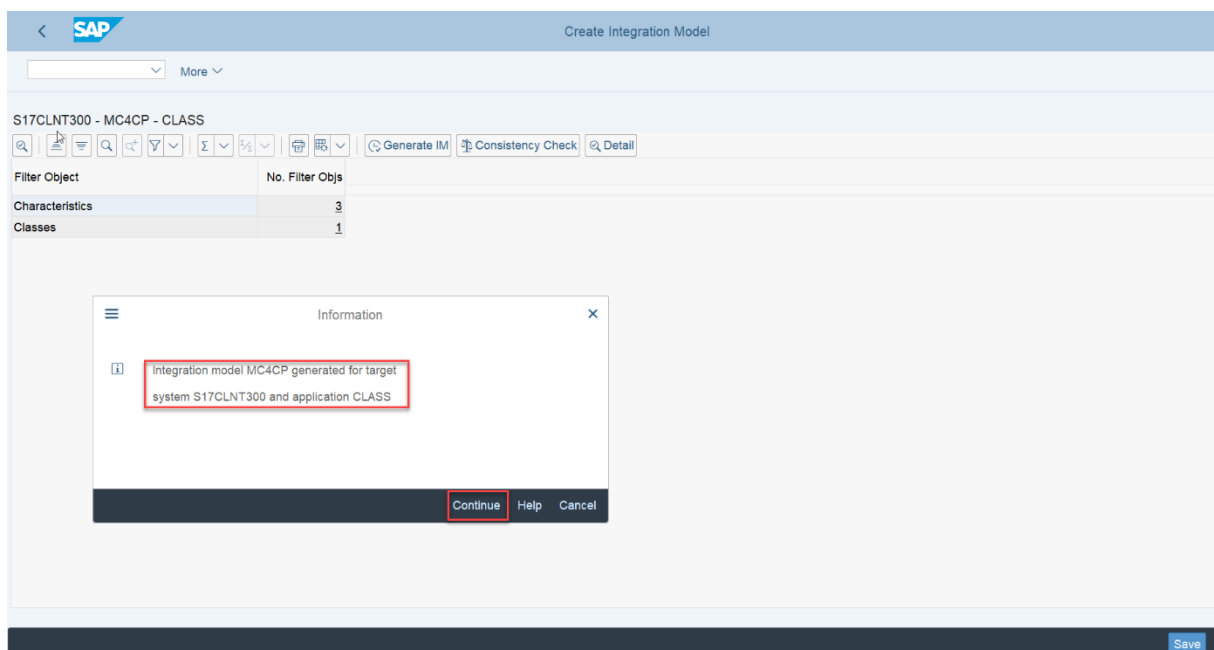 SAP
Create Integration Model
More
S17CLNT300 - MC4CP - CLASS
Generate IM Consistency Check Detail
Filter Object No. Filter Objs
Characteristics 3
Classes 1
Information
Integration model MC4CP generated for target
system S17CLNT300 and application CLASS
Continue Help Cancel
Save